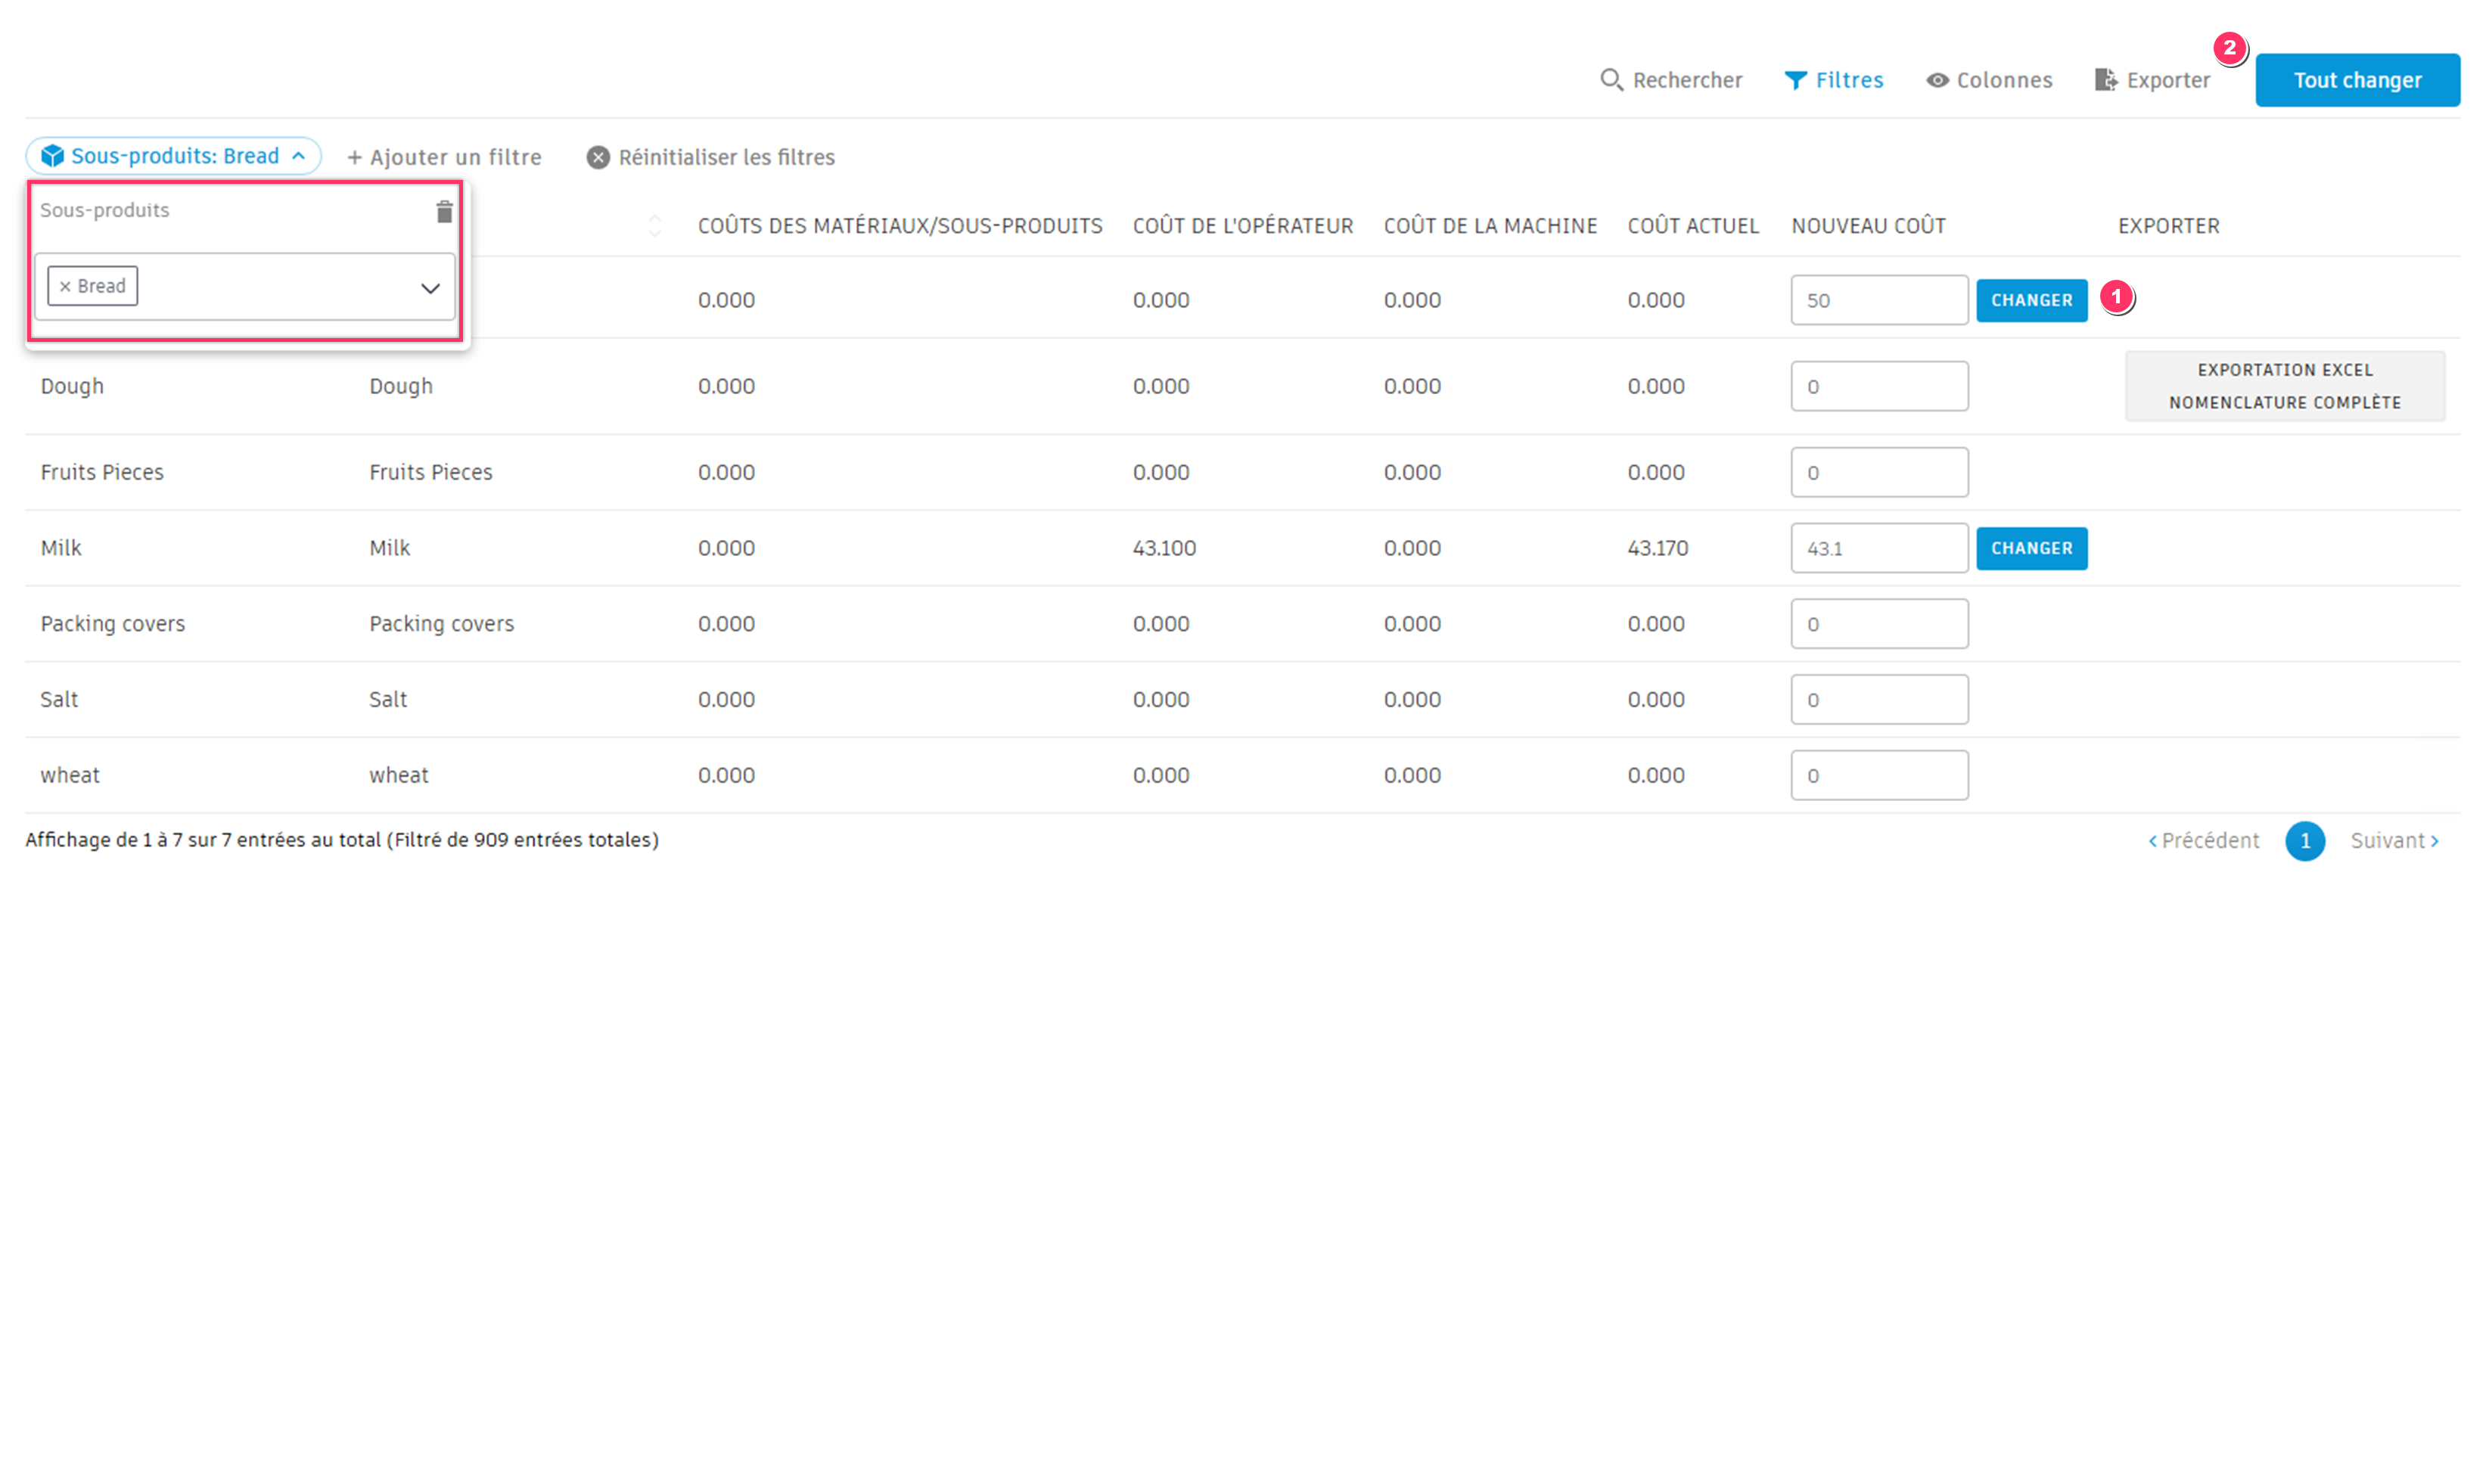 2
Rechercher Filtres Colonnes Exporter Tout changer
Sous-produits: Bread + Ajouter un filtre Réinitialiser les filtres
Sous-produits
× Bread
COÛTS DES MATÉRIAUX/SOUS-PRODUITS COÛT DE L'OPÉRATEUR COÛT DE LA MACHINE COÛT ACTUEL NOUVEAU COÛT EXPORTER
0.000 0.000 0.000 0.000 50 CHANGER 1
Dough Dough 0.000 0.000 0.000 0.000 0 EXPORTATION EXCEL
NOMENCLATURE COMPLÈTE
Fruits Pieces Fruits Pieces 0.000 0.000 0.000 0.000 0
Milk Milk 0.000 43.100 0.000 43.170 43.1 CHANGER
Packing covers Packing covers 0.000 0.000 0.000 0.000 0
Salt Salt 0.000 0.000 0.000 0.000 0
wheat wheat 0.000 0.000 0.000 0.000 0
Affichage de 1 à 7 sur 7 entrées au total (Filtré de 909 entrées totales) ‹ Précédent 1 Suivant ›